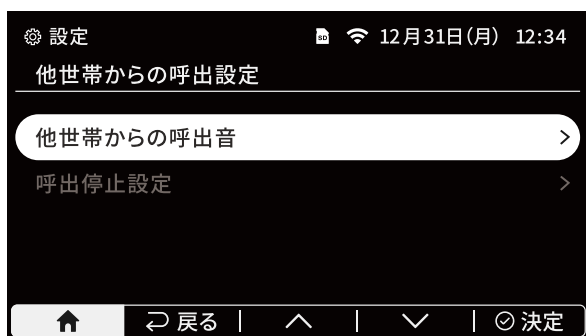 設定 SD 12月31日(月) 12:34
他世帯からの呼出設定
他世帯からの呼出音
呼出停止設定
戻る 決定